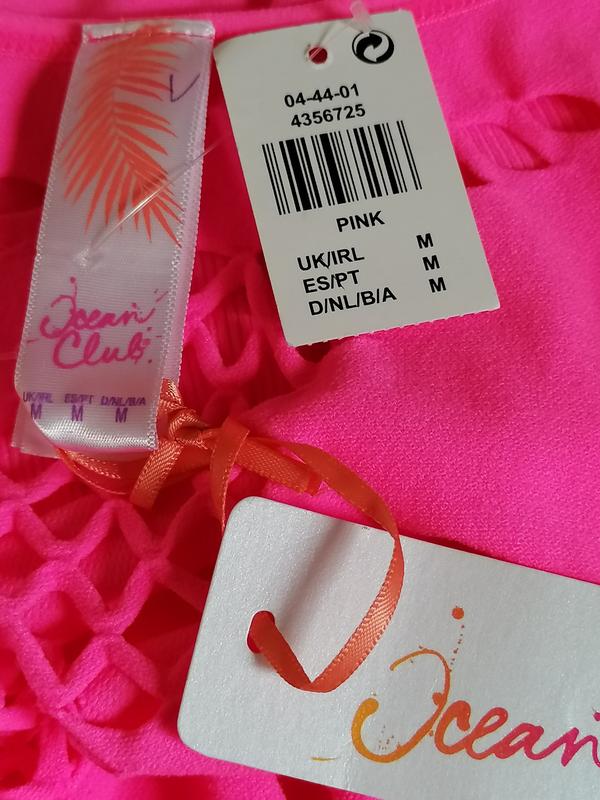 Ocean
Club
UK/IRL ES/PT D/NL/B/A
M M M
04-44-01
4356725
PINK
UK/IRL M
ES/PT M
D/NL/B/A M
Ocean